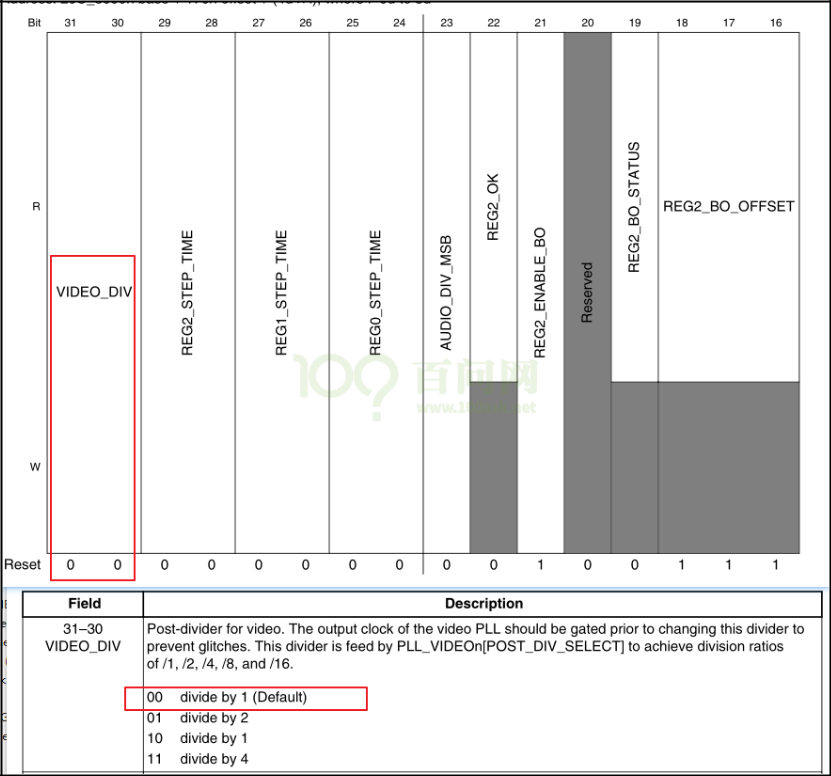 Bit 31 30 29 28 27 26 25 24 23 22 21 20 19 18 17 16
R
VIDEO_DIV
REG2_STEP_TIME
REG1_STEP_TIME
REG0_STEP_TIME
AUDIO_DIV_MSB
REG2_OK
REG2_ENABLE_BO
Reserved
REG2_BO_STATUS
REG2_BO_OFFSET
100? 百问网
W
Reset 0 0 0 0 0 0 0 0 0 0 1 0 0 1 1 1
Field Description
31–30 Post-divider for video. The output clock of the video PLL should be gated prior to changing this divider to
VIDEO_DIV prevent glitches. This divider is feed by PLL_VIDEOn[POST_DIV_SELECT] to achieve division ratios
of /1, /2, /4, /8, and /16.
00 divide by 1 (Default)
01 divide by 2
10 divide by 1
11 divide by 4